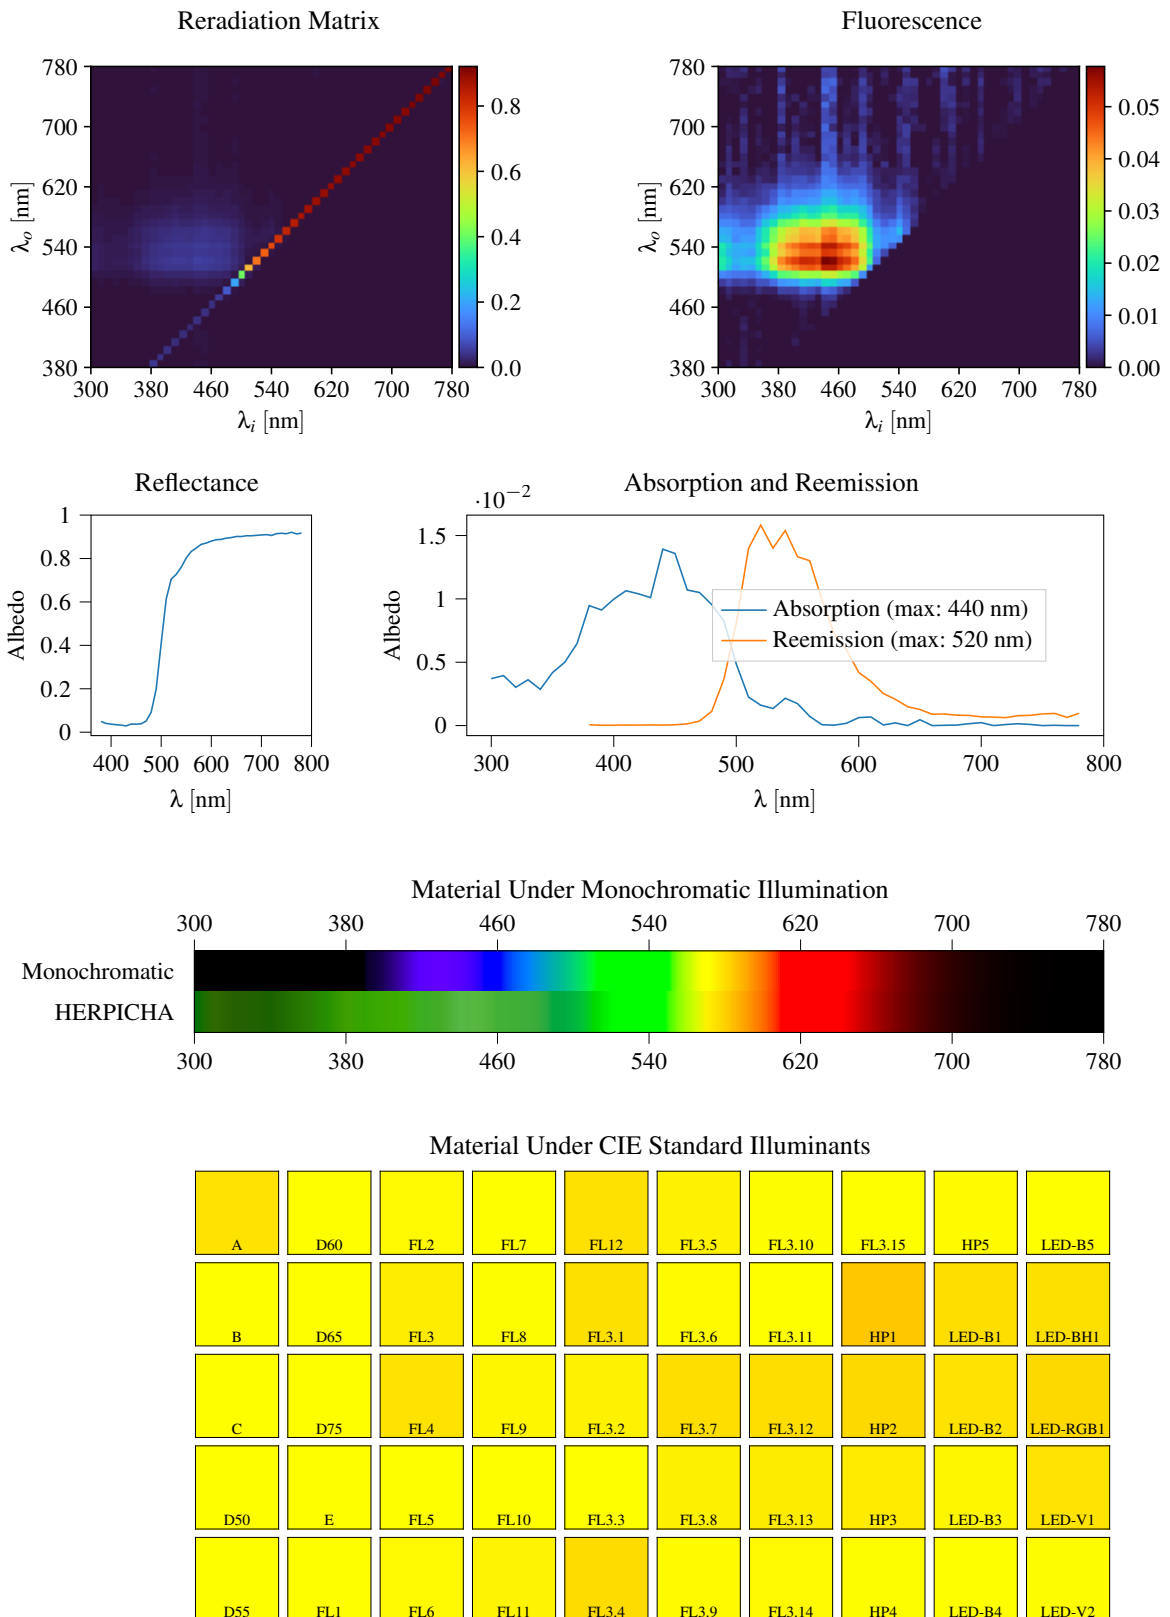 Reradiation Matrix
Fluorescence
780
700
620
540
460
380
λo [nm]
300 380 460 540 620 700 780
λi [nm]
0.8
0.6
0.4
0.2
0.0
780
700
620
540
460
380
λo [nm]
300 380 460 540 620 700 780
λi [nm]
0.05
0.04
0.03
0.02
0.01
0.00
Reflectance
1
0.8
0.6
0.4
0.2
0
Albedo
400 500 600 700 800
λ [nm]
Absorption and Reemission
·10−2
1.5
1
0.5
0
Albedo
Absorption (max: 440 nm)
Reemission (max: 520 nm)
300 400 500 600 700 800
λ [nm]
Material Under Monochromatic Illumination
300 380 460 540 620 700 780
Monochromatic
HERPICHA
300 380 460 540 620 700 780
Material Under CIE Standard Illuminants
A D60 FL2 FL7 FL12 FL3.5 FL3.10 FL3.15 HP5 LED-B5
B D65 FL3 FL8 FL3.1 FL3.6 FL3.11 HP1 LED-B1 LED-BH1
C D75 FL4 FL9 FL3.2 FL3.7 FL3.12 HP2 LED-B2 LED-RGB1
D50 E FL5 FL10 FL3.3 FL3.8 FL3.13 HP3 LED-B3 LED-V1
D55 FL1 FL6 FL11 FL3.4 FL3.9 FL3.14 HP4 LED-B4 LED-V2